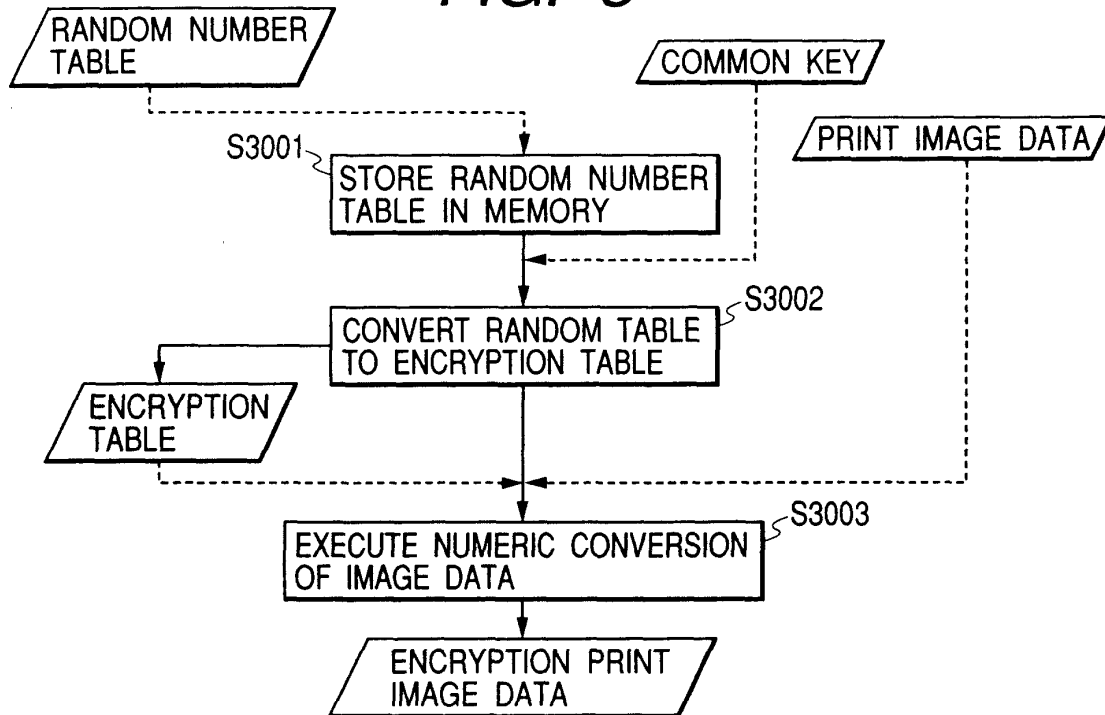 RANDOM NUMBER
TABLE
COMMON KEY
PRINT IMAGE DATA
S3001
STORE RANDOM NUMBER
TABLE IN MEMORY
S3002
CONVERT RANDOM TABLE
TO ENCRYPTION TABLE
ENCRYPTION
TABLE
S3003
EXECUTE NUMERIC CONVERSION
OF IMAGE DATA
ENCRYPTION PRINT
IMAGE DATA